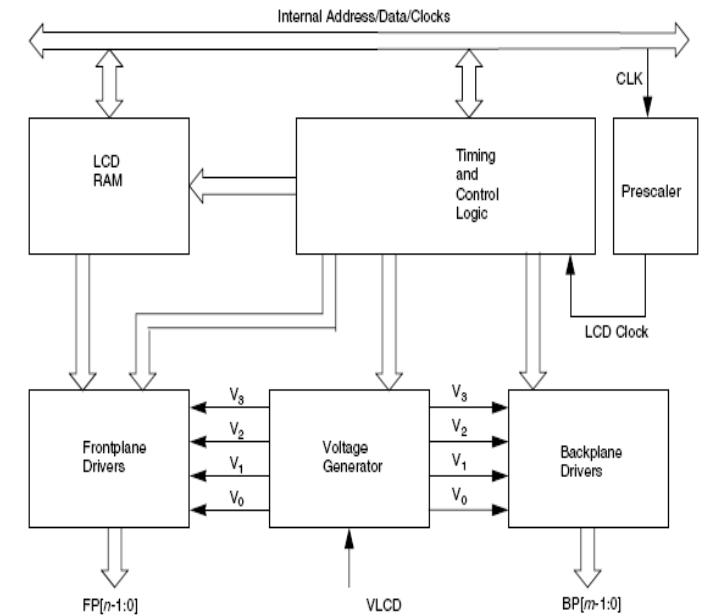 Internal Address/Data/Clocks
CLK
LCD
RAM
Timing
and
Control
Logic
Prescaler
LCD Clock
Frontplane
Drivers
V3
V2
V1
V0
Voltage
Generator
V3
V2
V1
V0
Backplane
Drivers
FP[n-1:0]
VLCD
BP[m-1:0]